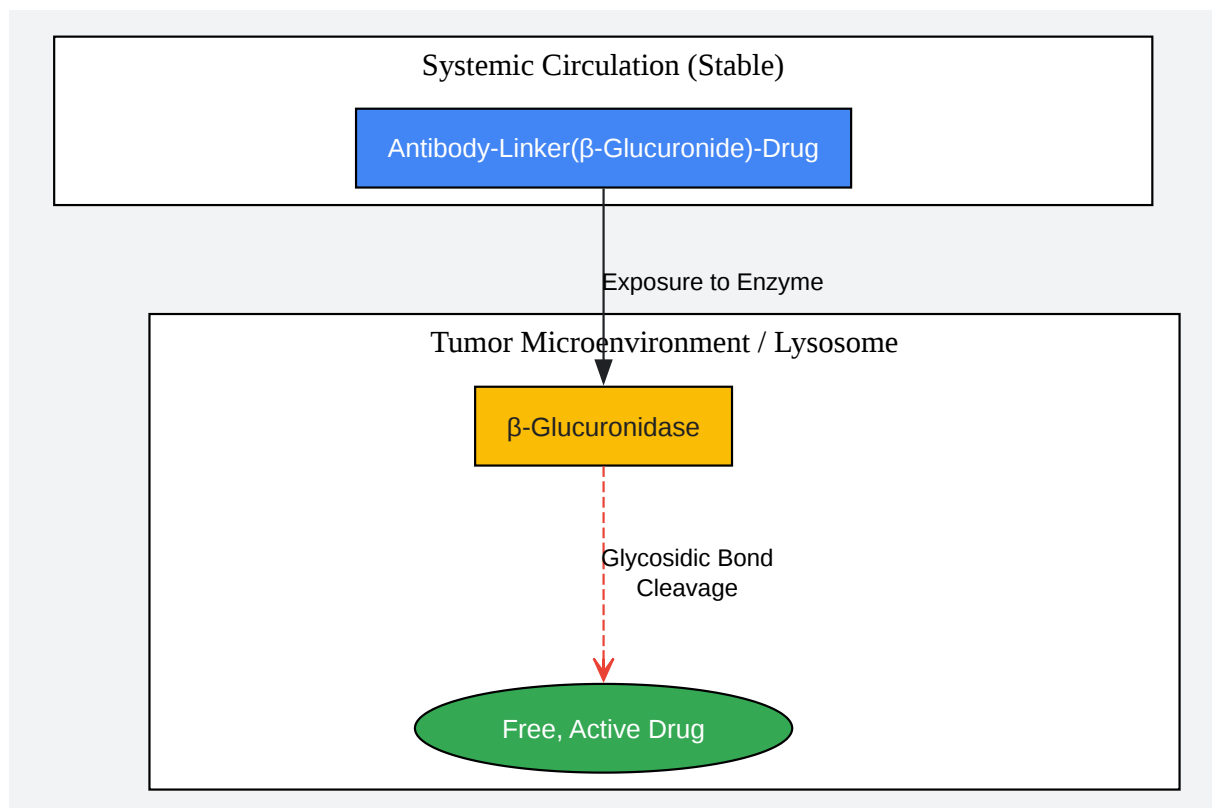 Systemic Circulation (Stable)
Antibody-Linker(β-Glucuronide)-Drug
Exposure to Enzyme
Tumor Microenvironment / Lysosome
β-Glucuronidase
Glycosidic Bond
Cleavage
Free, Active Drug